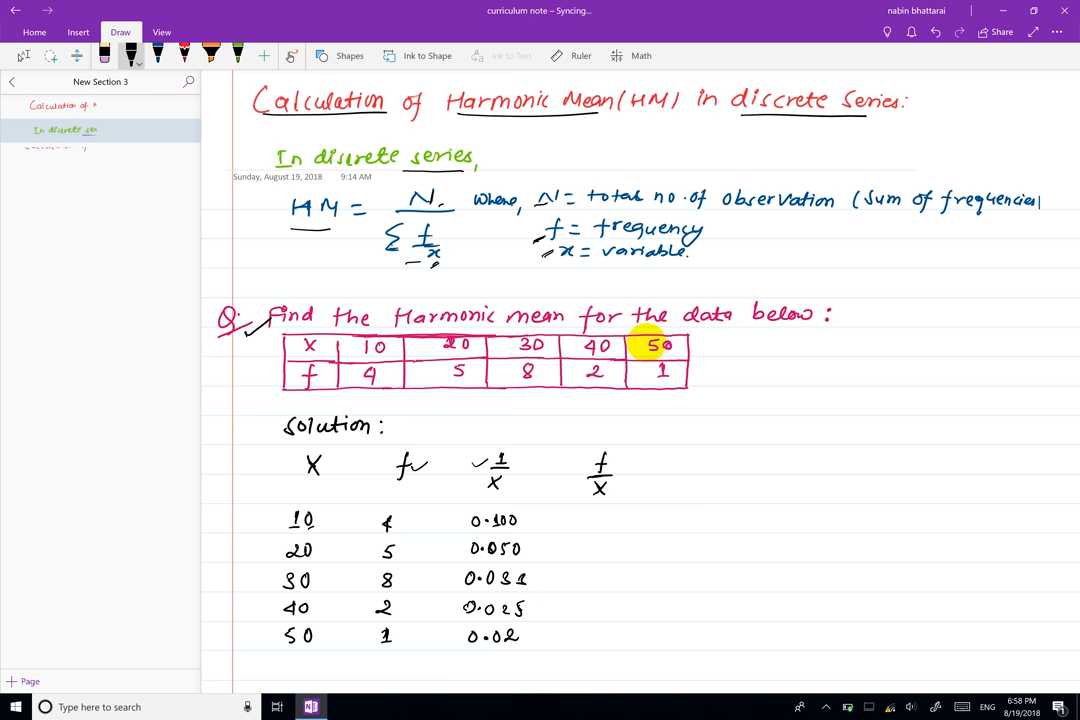 curriculum note – Syncing...
nabin bhattarai
Home Insert Draw View
Share
Shapes Ink to Shape Ink to Text Ruler Math
New Section 3
Calculation of
In discrete
Calculation of Harmonic Mean(HM) in discrete series:
In discrete series,
Sunday, August 19, 2018 9:14 AM
HM = N / Σ f/x where, N = total no. of observation (sum of frequencies)
f = frequency
x = variable.
Q. Find the Harmonic mean for the data below:
X 10 20 30 40 50
f 4 5 8 2 1
Solution:
X f 1/X f/X
10 4 0.100
20 5 0.050
30 8 0.031
40 2 0.025
50 1 0.02
+ Page
Type here to search
ENG
6:58 PM
8/19/2018
1